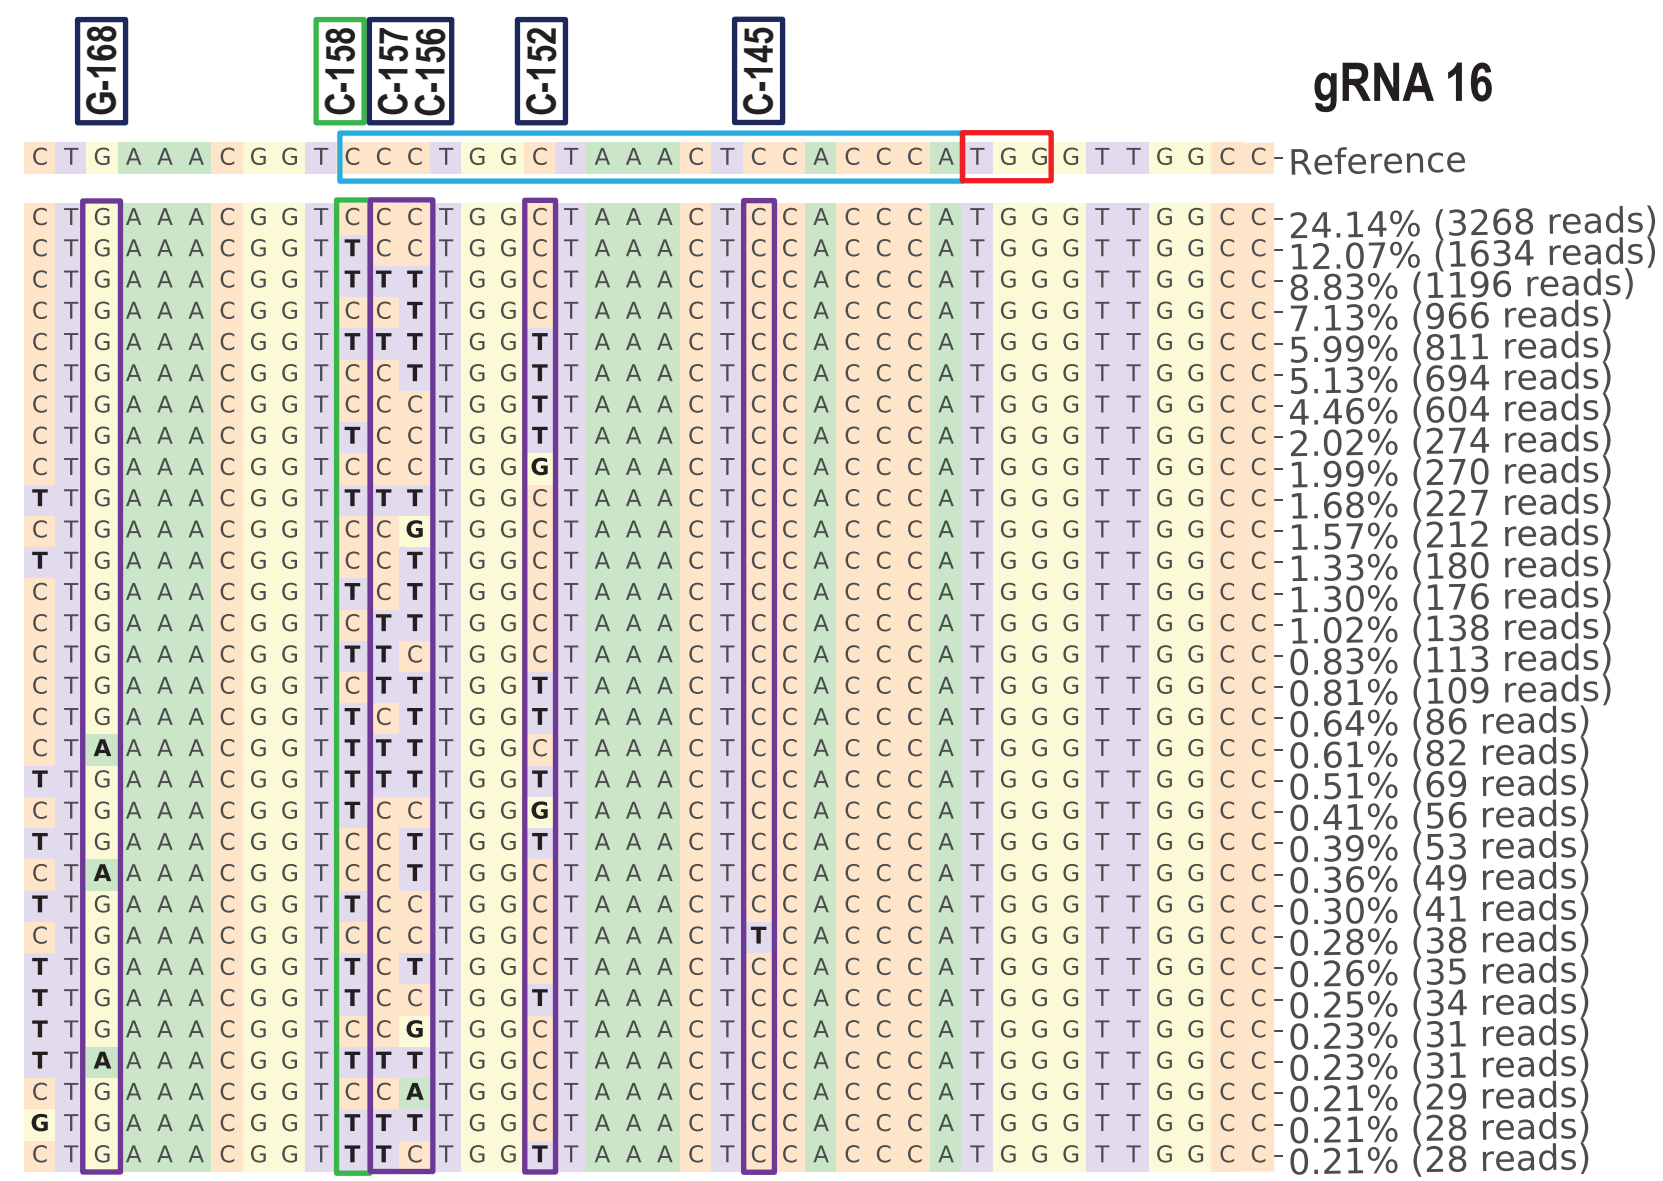 G-168
C-158
C-157
C-156
C-152
C-145
gRNA 16
C T G A A A C G G T C C C T G G C T A A A C T C C A C C C A T G G G T T G G C C Reference
C T G A A A C G G T C C C T G G C T A A A C T C C A C C C A T G G G T T G G C C 24.14% (3268 reads)
C T G A A A C G G T T C C T G G C T A A A C T C C A C C C A T G G G T T G G C C 12.07% (1634 reads)
C T G A A A C G G T T T T T G G C T A A A C T C C A C C C A T G G G T T G G C C 8.83% (1196 reads)
C T G A A A C G G T C C T T G G C T A A A C T C C A C C C A T G G G T T G G C C 7.13% (966 reads)
C T G A A A C G G T T T T T G G T T A A A C T C C A C C C A T G G G T T G G C C 5.99% (811 reads)
C T G A A A C G G T C C T T G G T T A A A C T C C A C C C A T G G G T T G G C C 5.13% (694 reads)
C T G A A A C G G T C C C T G G T T A A A C T C C A C C C A T G G G T T G G C C 4.46% (604 reads)
C T G A A A C G G T T C C T G G T T A A A C T C C A C C C A T G G G T T G G C C 2.02% (274 reads)
C T G A A A C G G T C C C T G G G T A A A C T C C A C C C A T G G G T T G G C C 1.99% (270 reads)
T T G A A A C G G T T T T T G G C T A A A C T C C A C C C A T G G G T T G G C C 1.68% (227 reads)
C T G A A A C G G T C C G T G G C T A A A C T C C A C C C A T G G G T T G G C C 1.57% (212 reads)
T T G A A A C G G T C C T T G G C T A A A C T C C A C C C A T G G G T T G G C C 1.33% (180 reads)
C T G A A A C G G T T C T T G G C T A A A C T C C A C C C A T G G G T T G G C C 1.30% (176 reads)
C T G A A A C G G T C T T T G G C T A A A C T C C A C C C A T G G G T T G G C C 1.02% (138 reads)
C T G A A A C G G T T T C T G G C T A A A C T C C A C C C A T G G G T T G G C C 0.83% (113 reads)
C T G A A A C G G T C T T T G G T T A A A C T C C A C C C A T G G G T T G G C C 0.81% (109 reads)
C T G A A A C G G T T C T T G G T T A A A C T C C A C C C A T G G G T T G G C C 0.64% (86 reads)
C T A A A A C G G T T T T T G G C T A A A C T C C A C C C A T G G G T T G G C C 0.61% (82 reads)
T T G A A A C G G T T T T T G G T T A A A C T C C A C C C A T G G G T T G G C C 0.51% (69 reads)
C T G A A A C G G T T C C T G G G T A A A C T C C A C C C A T G G G T T G G C C 0.41% (56 reads)
T T G A A A C G G T C C T T G G T T A A A C T C C A C C C A T G G G T T G G C C 0.39% (53 reads)
C T A A A A C G G T C C T T G G C T A A A C T C C A C C C A T G G G T T G G C C 0.36% (49 reads)
T T G A A A C G G T T C C T G G C T A A A C T C C A C C C A T G G G T T G G C C 0.30% (41 reads)
C T G A A A C G G T C C C T G G C T A A A C T T C A C C C A T G G G T T G G C C 0.28% (38 reads)
T T G A A A C G G T T C T T G G C T A A A C T C C A C C C A T G G G T T G G C C 0.26% (35 reads)
T T G A A A C G G T T C C T G G T T A A A C T C C A C C C A T G G G T T G G C C 0.25% (34 reads)
T T G A A A C G G T C C G T G G C T A A A C T C C A C C C A T G G G T T G G C C 0.23% (31 reads)
T T A A A A C G G T T T T T G G C T A A A C T C C A C C C A T G G G T T G G C C 0.23% (31 reads)
C T G A A A C G G T C C A T G G C T A A A C T C C A C C C A T G G G T T G G C C 0.21% (29 reads)
G T G A A A C G G T T T T T G G C T A A A C T C C A C C C A T G G G T T G G C C 0.21% (28 reads)
C T G A A A C G G T T T C T G G T T A A A C T C C A C C C A T G G G T T G G C C 0.21% (28 reads)